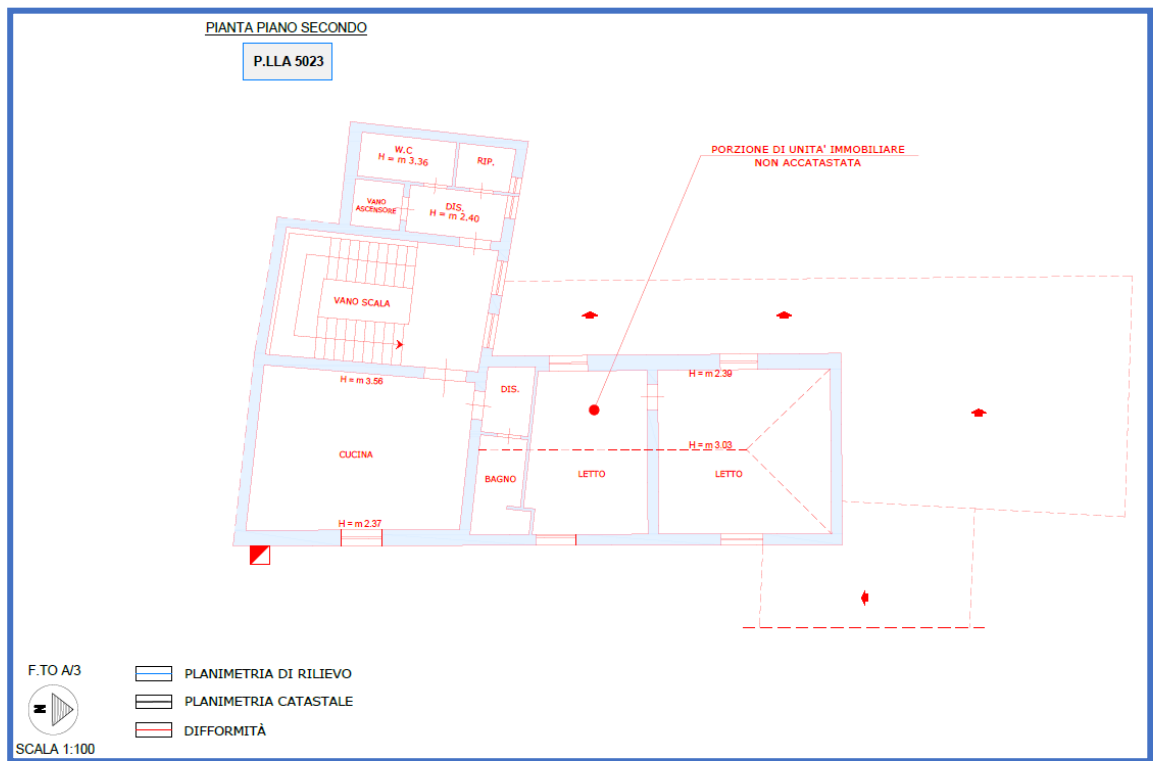 PIANTA PIANO SECONDO
P.LLA 5023
W.C
H = m 3.36
RIP.
PORZIONE DI UNITA' IMMOBILIARE
NON ACCATASTATA
VANO
ASCENSORE
DIS.
H = m 2.40
VANO SCALA
H = m 3.56
H = m 2.39
DIS.
H = m 3.03
CUCINA
BAGNO
LETTO
LETTO
H = m 2.37
F.TO A/3
N
SCALA 1:100
PLANIMETRIA DI RILIEVO
PLANIMETRIA CATASTALE
DIFFORMITÀ